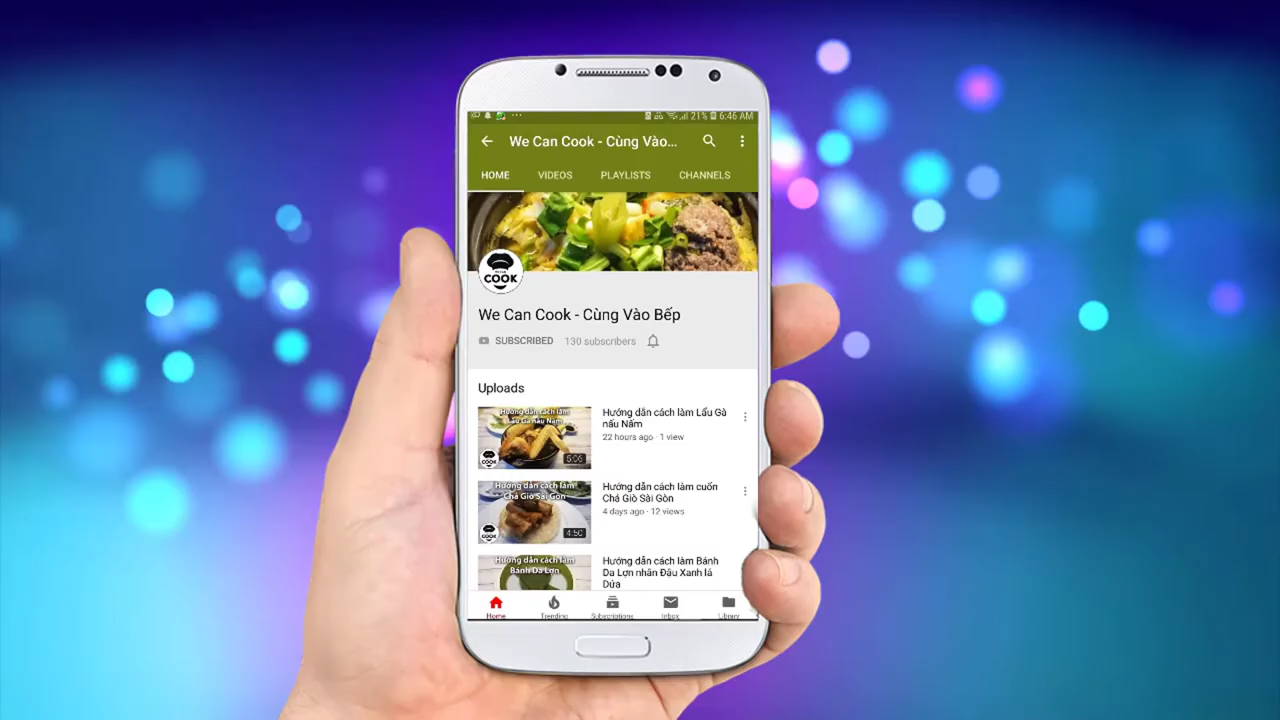 21% 6:46 AM
We Can Cook - Cùng Vào...
HOME VIDEOS PLAYLISTS CHANNELS
COOK
We Can Cook - Cùng Vào Bếp
SUBSCRIBED 130 subscribers
Uploads
Hướng dẫn cách làm
Lẩu Gà nấu Nấm
COOK
5:06
Hướng dẫn cách làm Lẩu Gà
nấu Nấm
22 hours ago · 1 view
Hướng dẫn cách làm
Chả Giò Sài Gòn
COOK
4:50
Hướng dẫn cách làm cuốn
Chả Giò Sài Gòn
4 days ago · 12 views
Hướng dẫn cách làm
Bánh Da Lợn
Hướng dẫn cách làm Bánh
Da Lợn nhân Đậu Xanh lá
Dứa
Home Trending Subscriptions Inbox Library